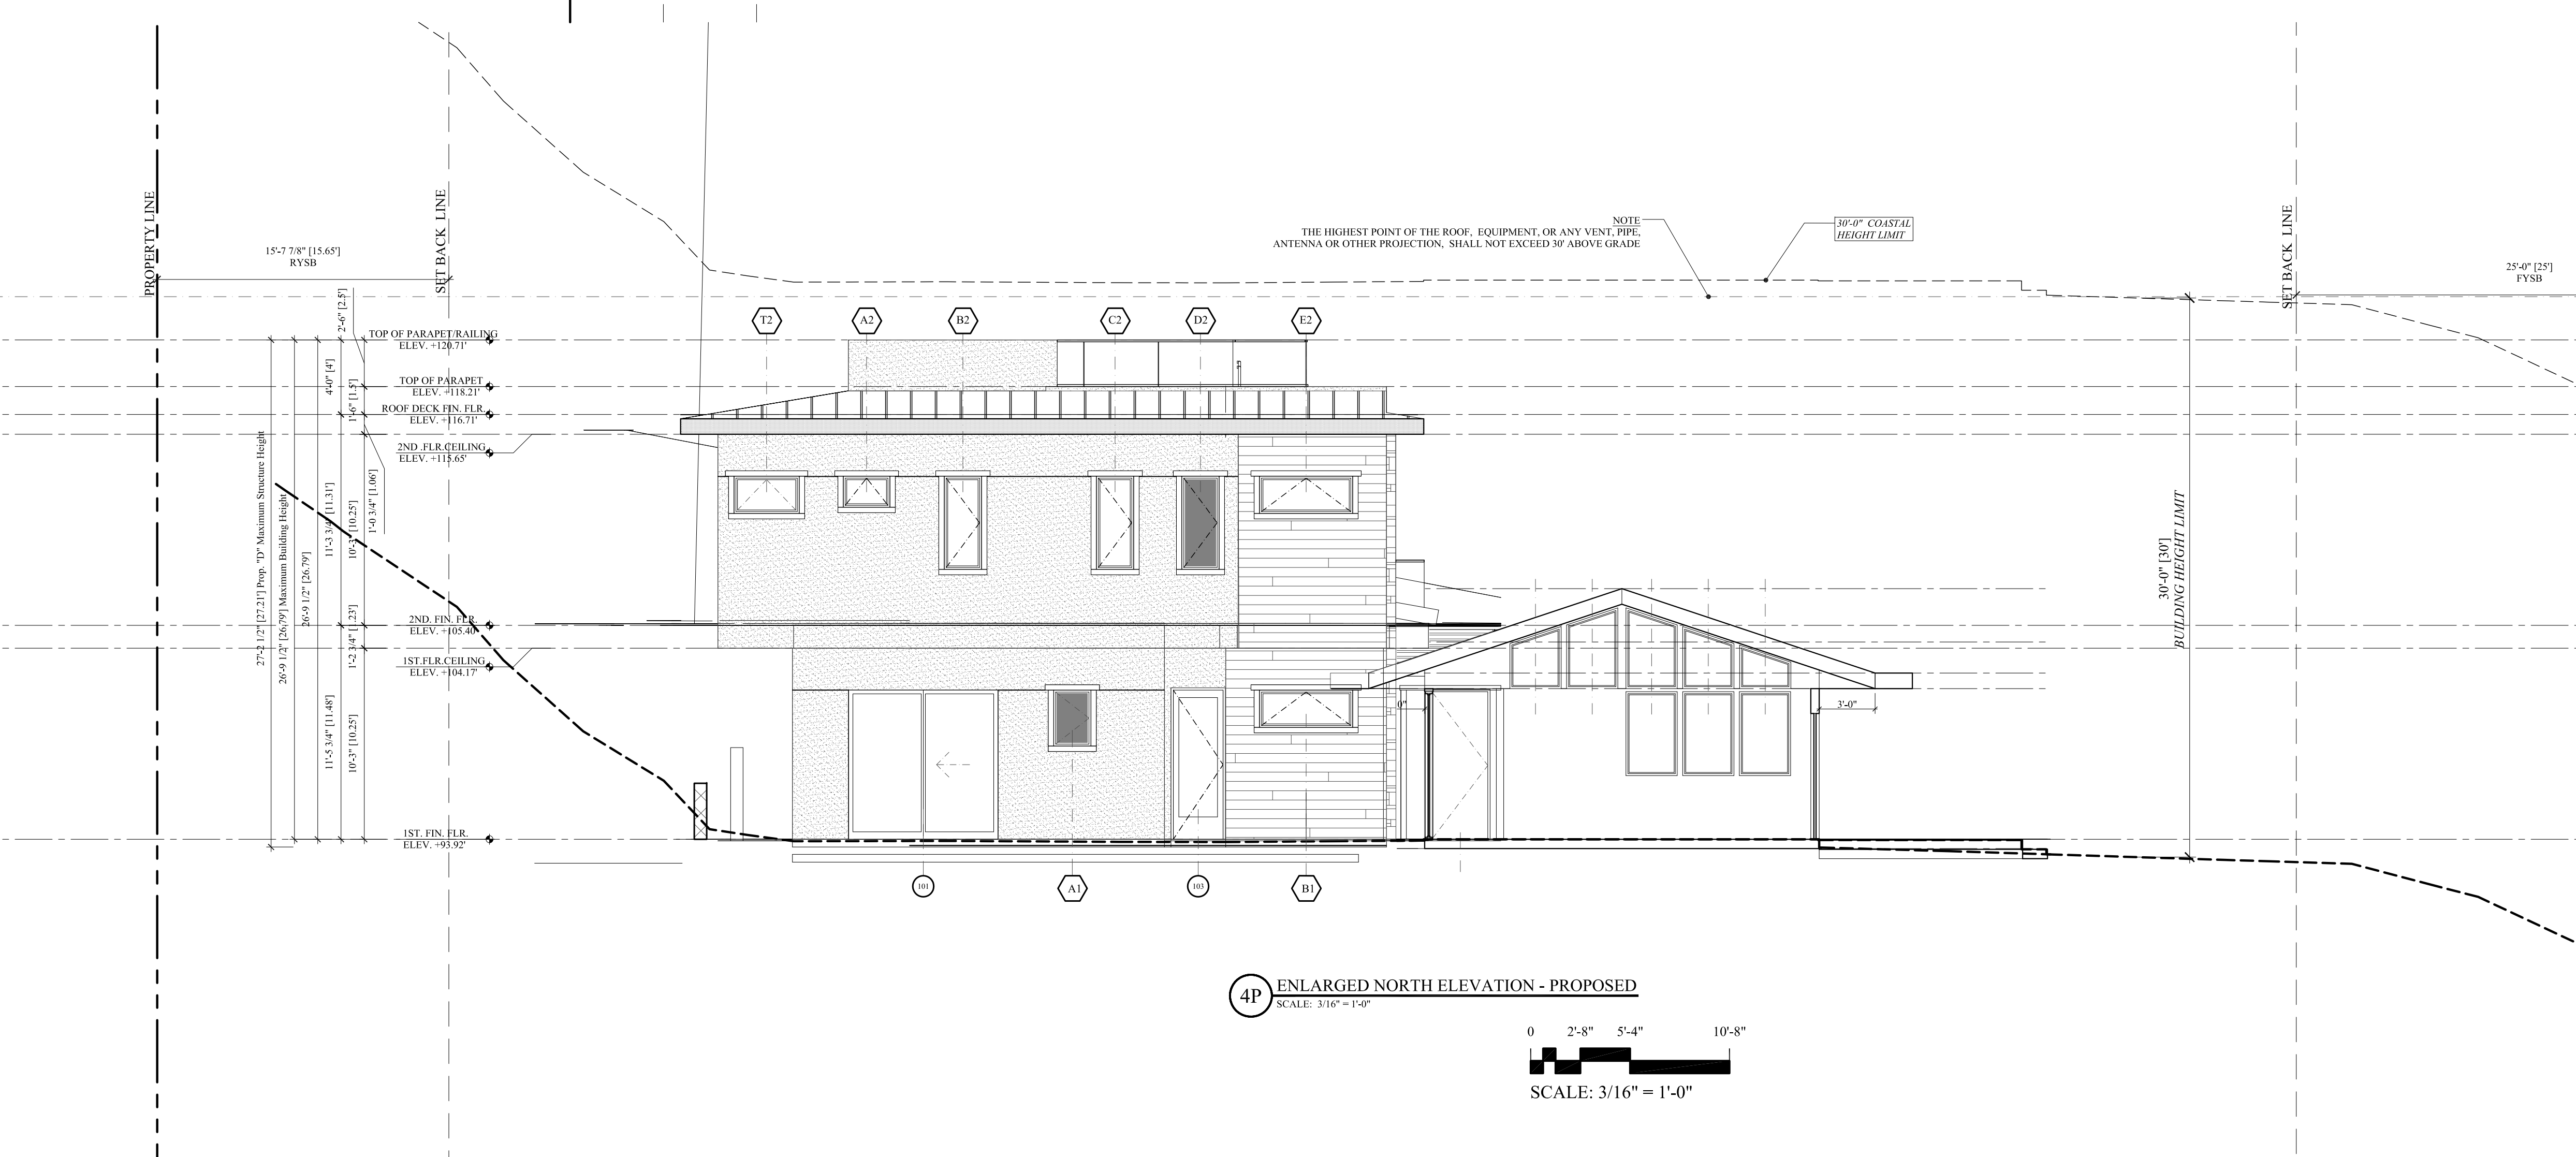 PROPERTY LINE
SET BACK LINE
15'-7 7/8" [15.65']
RYSB
NOTE
THE HIGHEST POINT OF THE ROOF, EQUIPMENT, OR ANY VENT, PIPE,
ANTENNA OR OTHER PROJECTION, SHALL NOT EXCEED 30' ABOVE GRADE
30'-0" COASTAL
HEIGHT LIMIT
SET BACK LINE
25'-0" [25']
FYSB
T2
A2
B2
C2
D2
E2
TOP OF PARAPET/RAILING
ELEV. +120.71'
TOP OF PARAPET
ELEV. +118.21'
ROOF DECK FIN. FLR.
ELEV. +116.71'
2ND .FLR.CEILING
ELEV. +115.65'
2ND. FIN. FLR.
ELEV. +105.40'
1ST.FLR.CEILING
ELEV. +104.17'
1ST. FIN. FLR.
ELEV. +93.92'
27'-2 1/2" [27.21'] Prop. "D" Maximum Structure Height
26'-9 1/2" [26.79'] Maximum Building Height
26'-9 1/2" [26.79']
4'-0" [4']
11'-3 3/4" [11.31']
11'-5 3/4" [11.48']
2'-6" [2.5']
1'-6" [1.5']
1'-0 3/4" [1.06']
10'-3" [10.25']
1'-2 3/4" [1.23']
10'-3" [10.25']
0"
3'-0"
30'-0" [30']
BUILDING HEIGHT LIMIT
101
A1
103
B1
4P
ENLARGED NORTH ELEVATION - PROPOSED
SCALE: 3/16" = 1'-0"
0 2'-8" 5'-4" 10'-8"
SCALE: 3/16" = 1'-0"